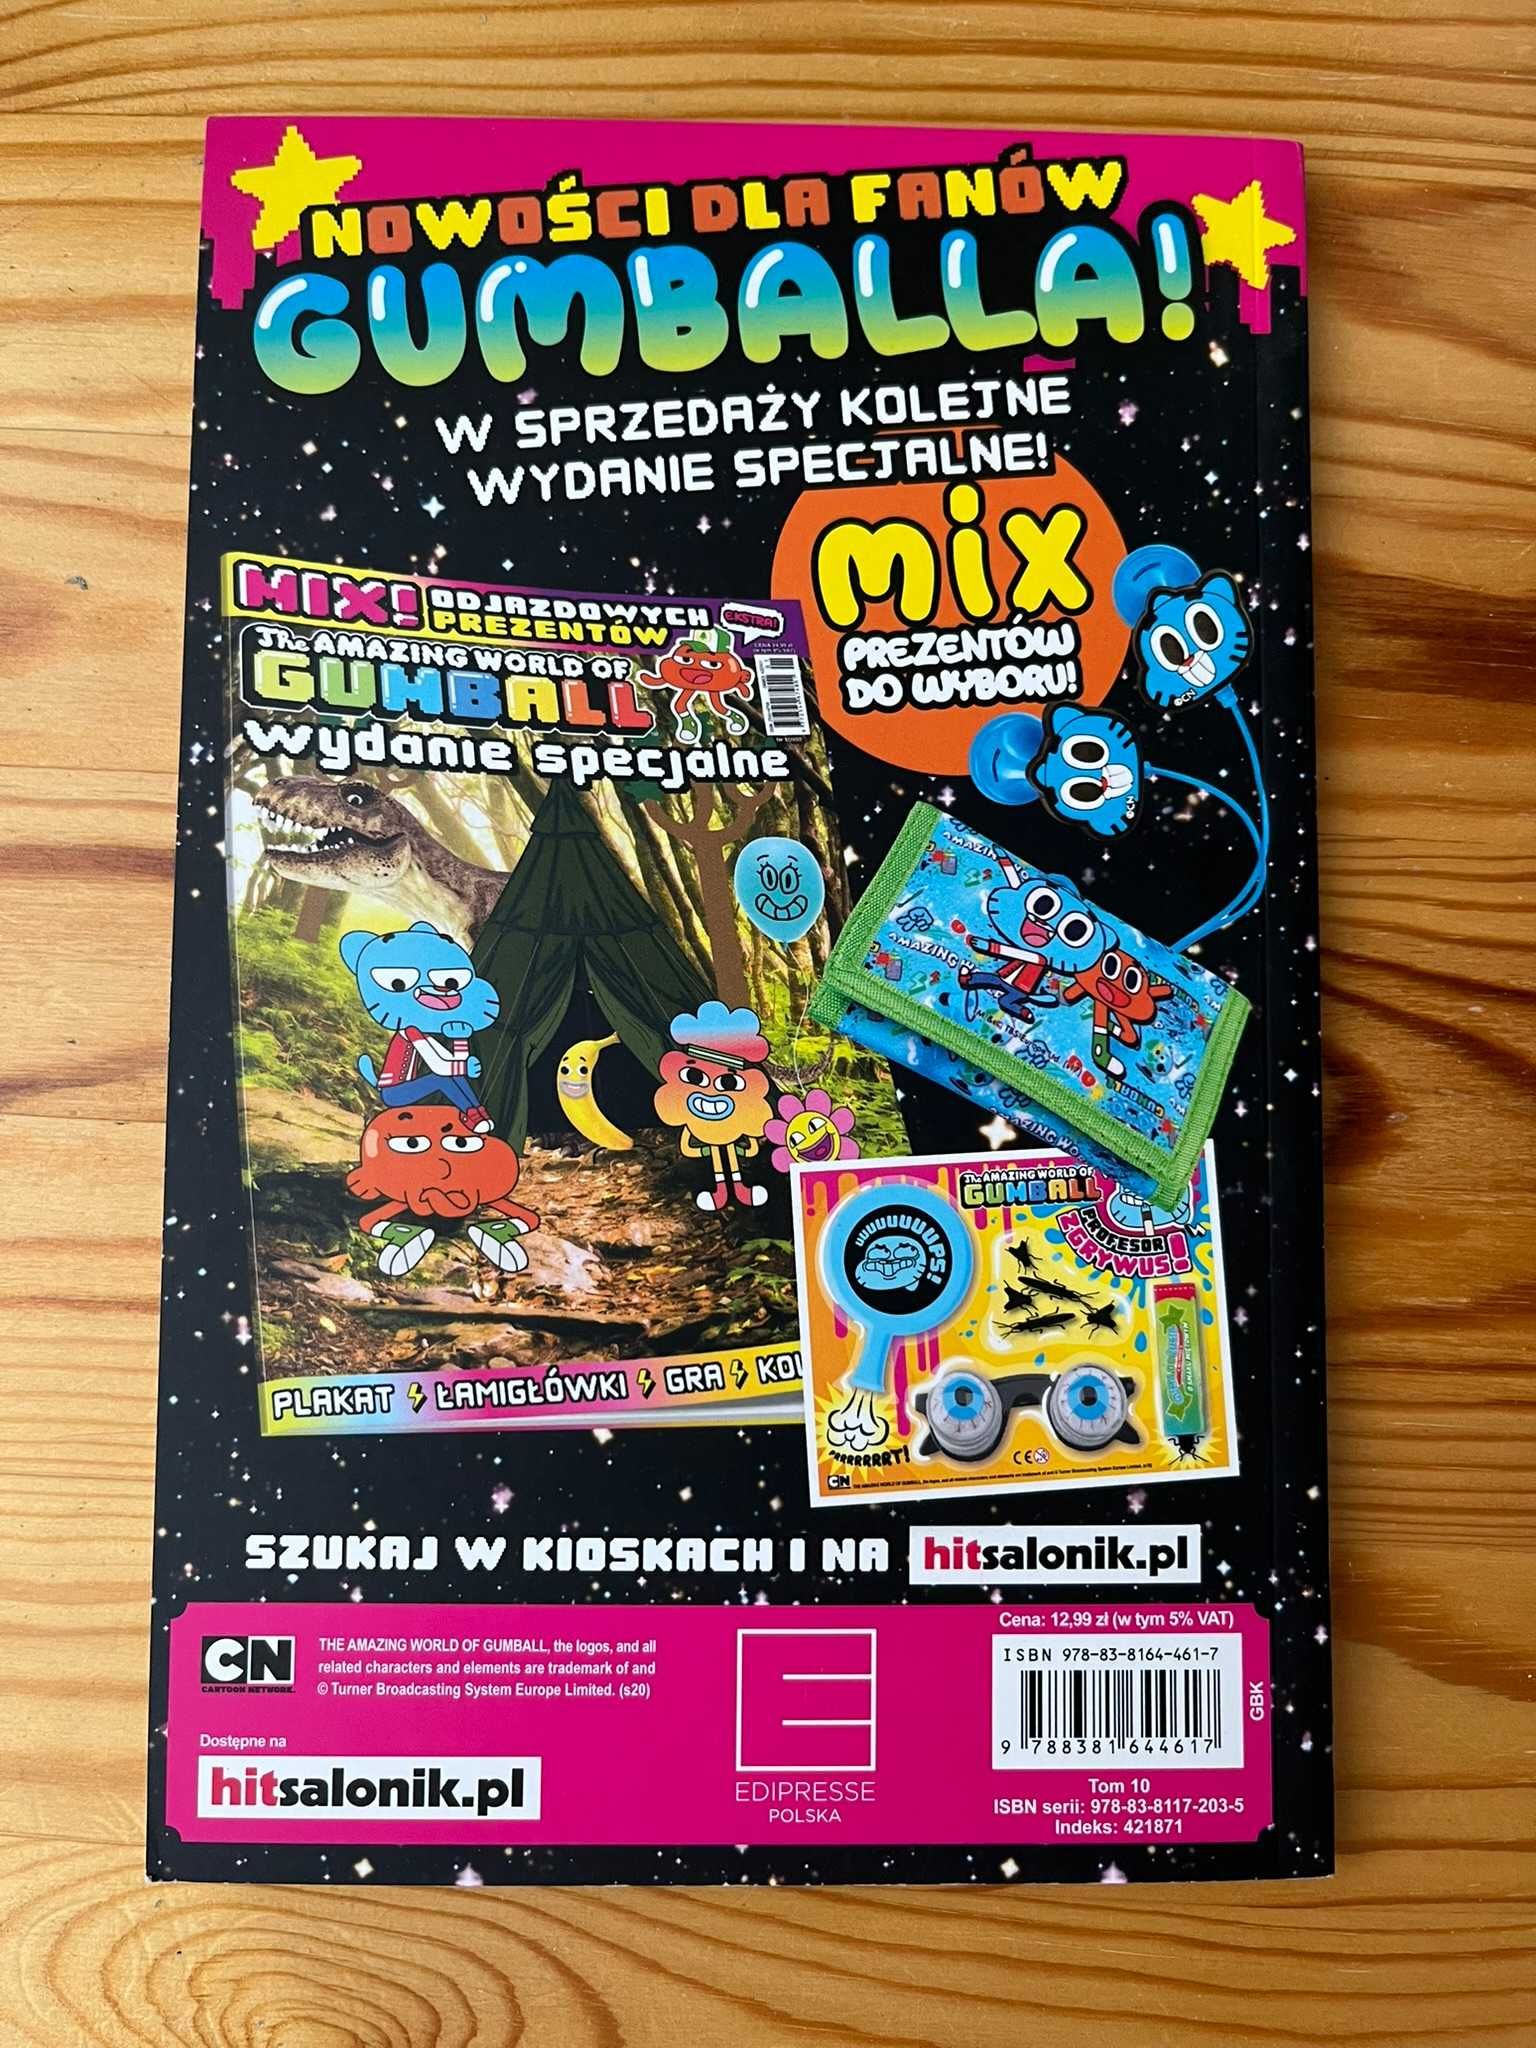 NOWOŚCI DLA FANÓW
GUMBALLA!
W SPRZEDAŻY KOLEJNE
WYDANIE SPECJALNE!
MIX
PREZENTÓW
DO WYBORU!
MIX! ODJAZDOWYCH
PREZENTÓW
EKSTRA!
The AMAZING WORLD OF
GUMBALL
wydanie specjalne
PLAKAT ŁAMIGŁÓWKI GRA
The AMAZING WORLD OF
GUMBALL
PROFESOR
ZGRYWUS!
UUUUUUUUPS!
PRRRRRRRT!
CE
CN
SZUKAJ W KIOSKACH I NA hitsalonik.pl
CN
CARTOON NETWORK.
THE AMAZING WORLD OF GUMBALL, the logos, and all
related characters and elements are trademark of and
© Turner Broadcasting System Europe Limited. (s20)
Dostępne na
hitsalonik.pl
EDIPRESSE
POLSKA
Cena: 12,99 zł (w tym 5% VAT)
ISBN 978-83-8164-461-7
9 788381 644617
GBK
Tom 10
ISBN serii: 978-83-8117-203-5
Indeks: 421871